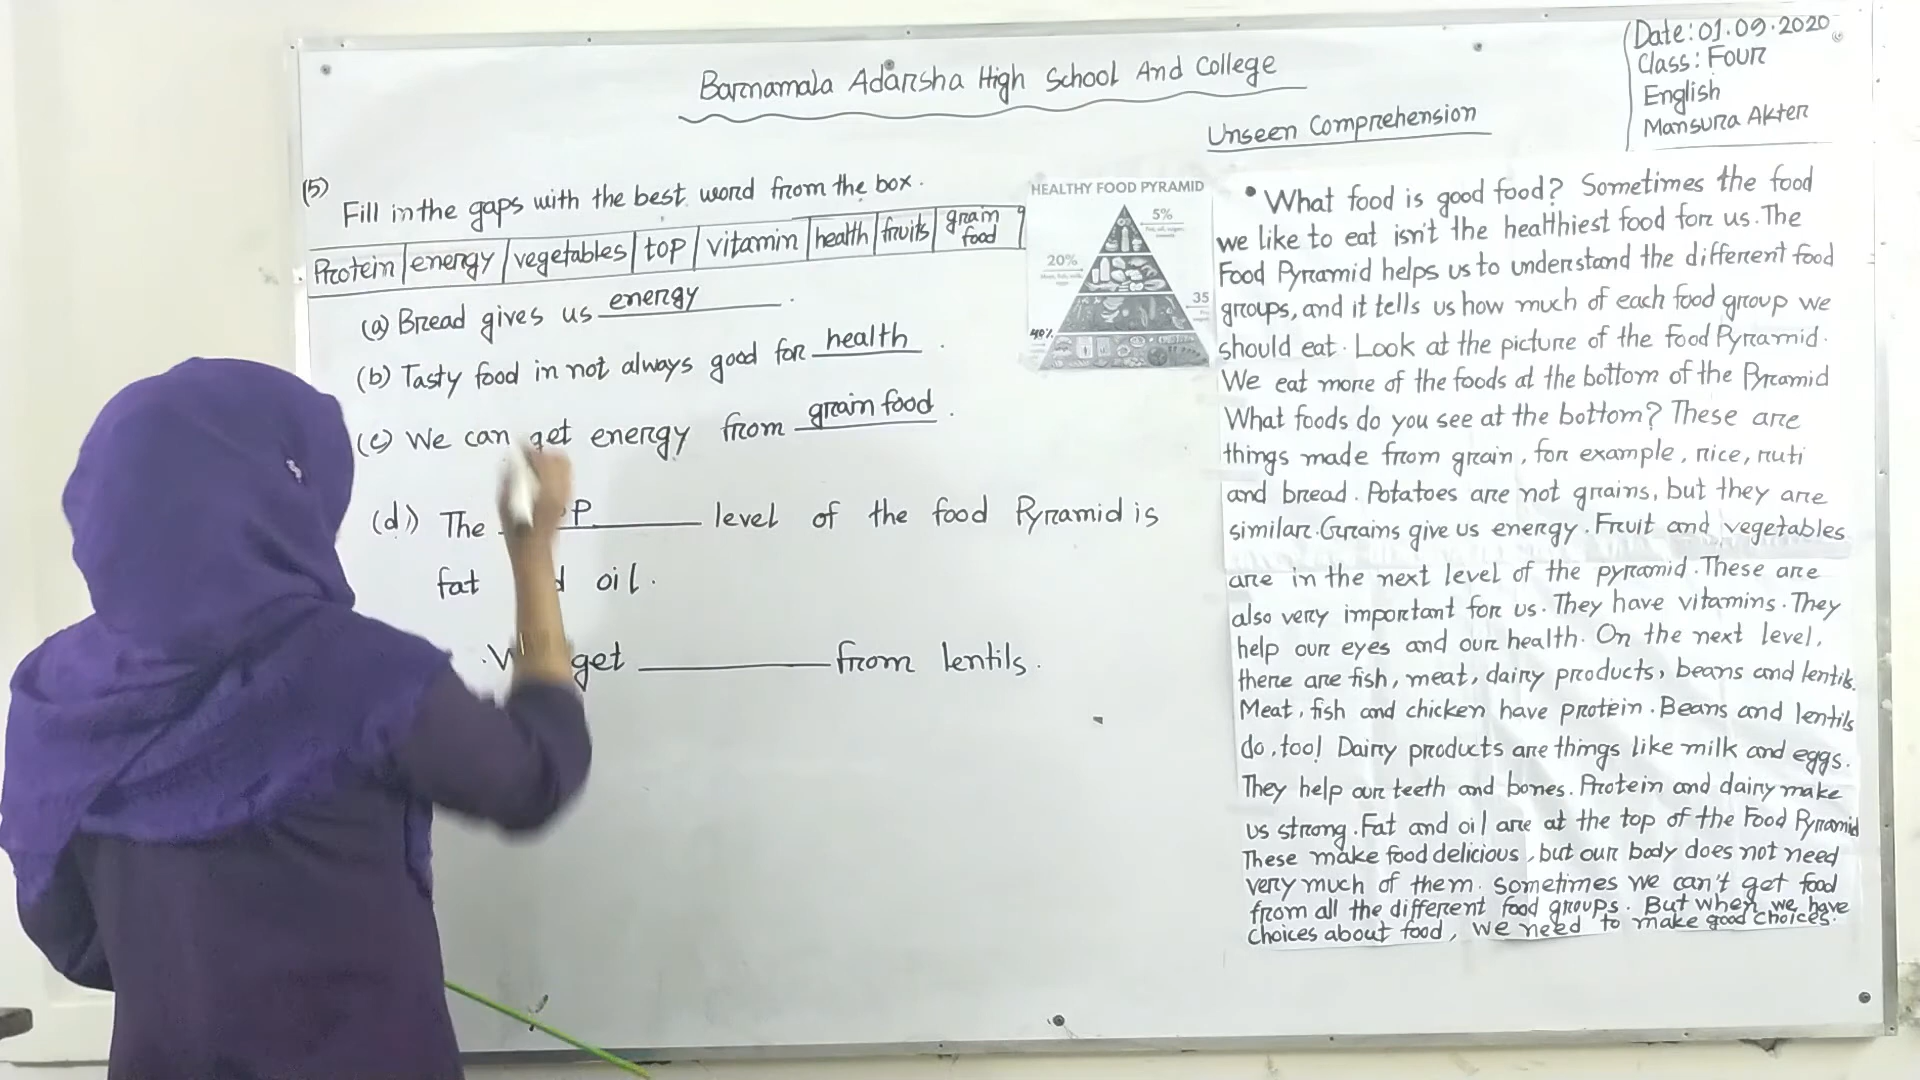 Barnamala Adarsha High School And College
Date: 01.09.2020
Class: Four
English
Mansura Akter
Unseen Comprehension
(5) Fill in the gaps with the best word from the box.
Protein energy vegetables top vitamin health fruits grain food
(a) Bread gives us energy.
(b) Tasty food in not always good for health.
(c) We can get energy from grain food.
(d) The P level of the food Pyramid is
fat oil.
get from lentils.
HEALTHY FOOD PYRAMID
5%
20%
35
40%
• What food is good food? Sometimes the food
we like to eat isn't the healthiest food for us. The
Food Pyramid helps us to understand the different food
groups, and it tells us how much of each food group we
should eat. Look at the picture of the food Pyramid.
We eat more of the foods at the bottom of the Pyramid
What foods do you see at the bottom? These are
things made from grain, for example, rice, ruti
and bread. Potatoes are not grains, but they are
similar. Grains give us energy. Fruit and vegetables
are in the next level of the pyramid. These are
also very important for us. They have vitamins. They
help our eyes and our health. On the next level,
there are fish, meat, dairy products, beans and lentils.
Meat, fish and chicken have protein. Beans and lentils
do, too! Dairy products are things like milk and eggs.
They help our teeth and bones. Protein and dairy make
us strong. Fat and oil are at the top of the Food Pyramid
These make food delicious, but our body does not need
very much of them. Sometimes we can't get food
from all the different food groups. But when we have
choices about food, we need to make good choices.